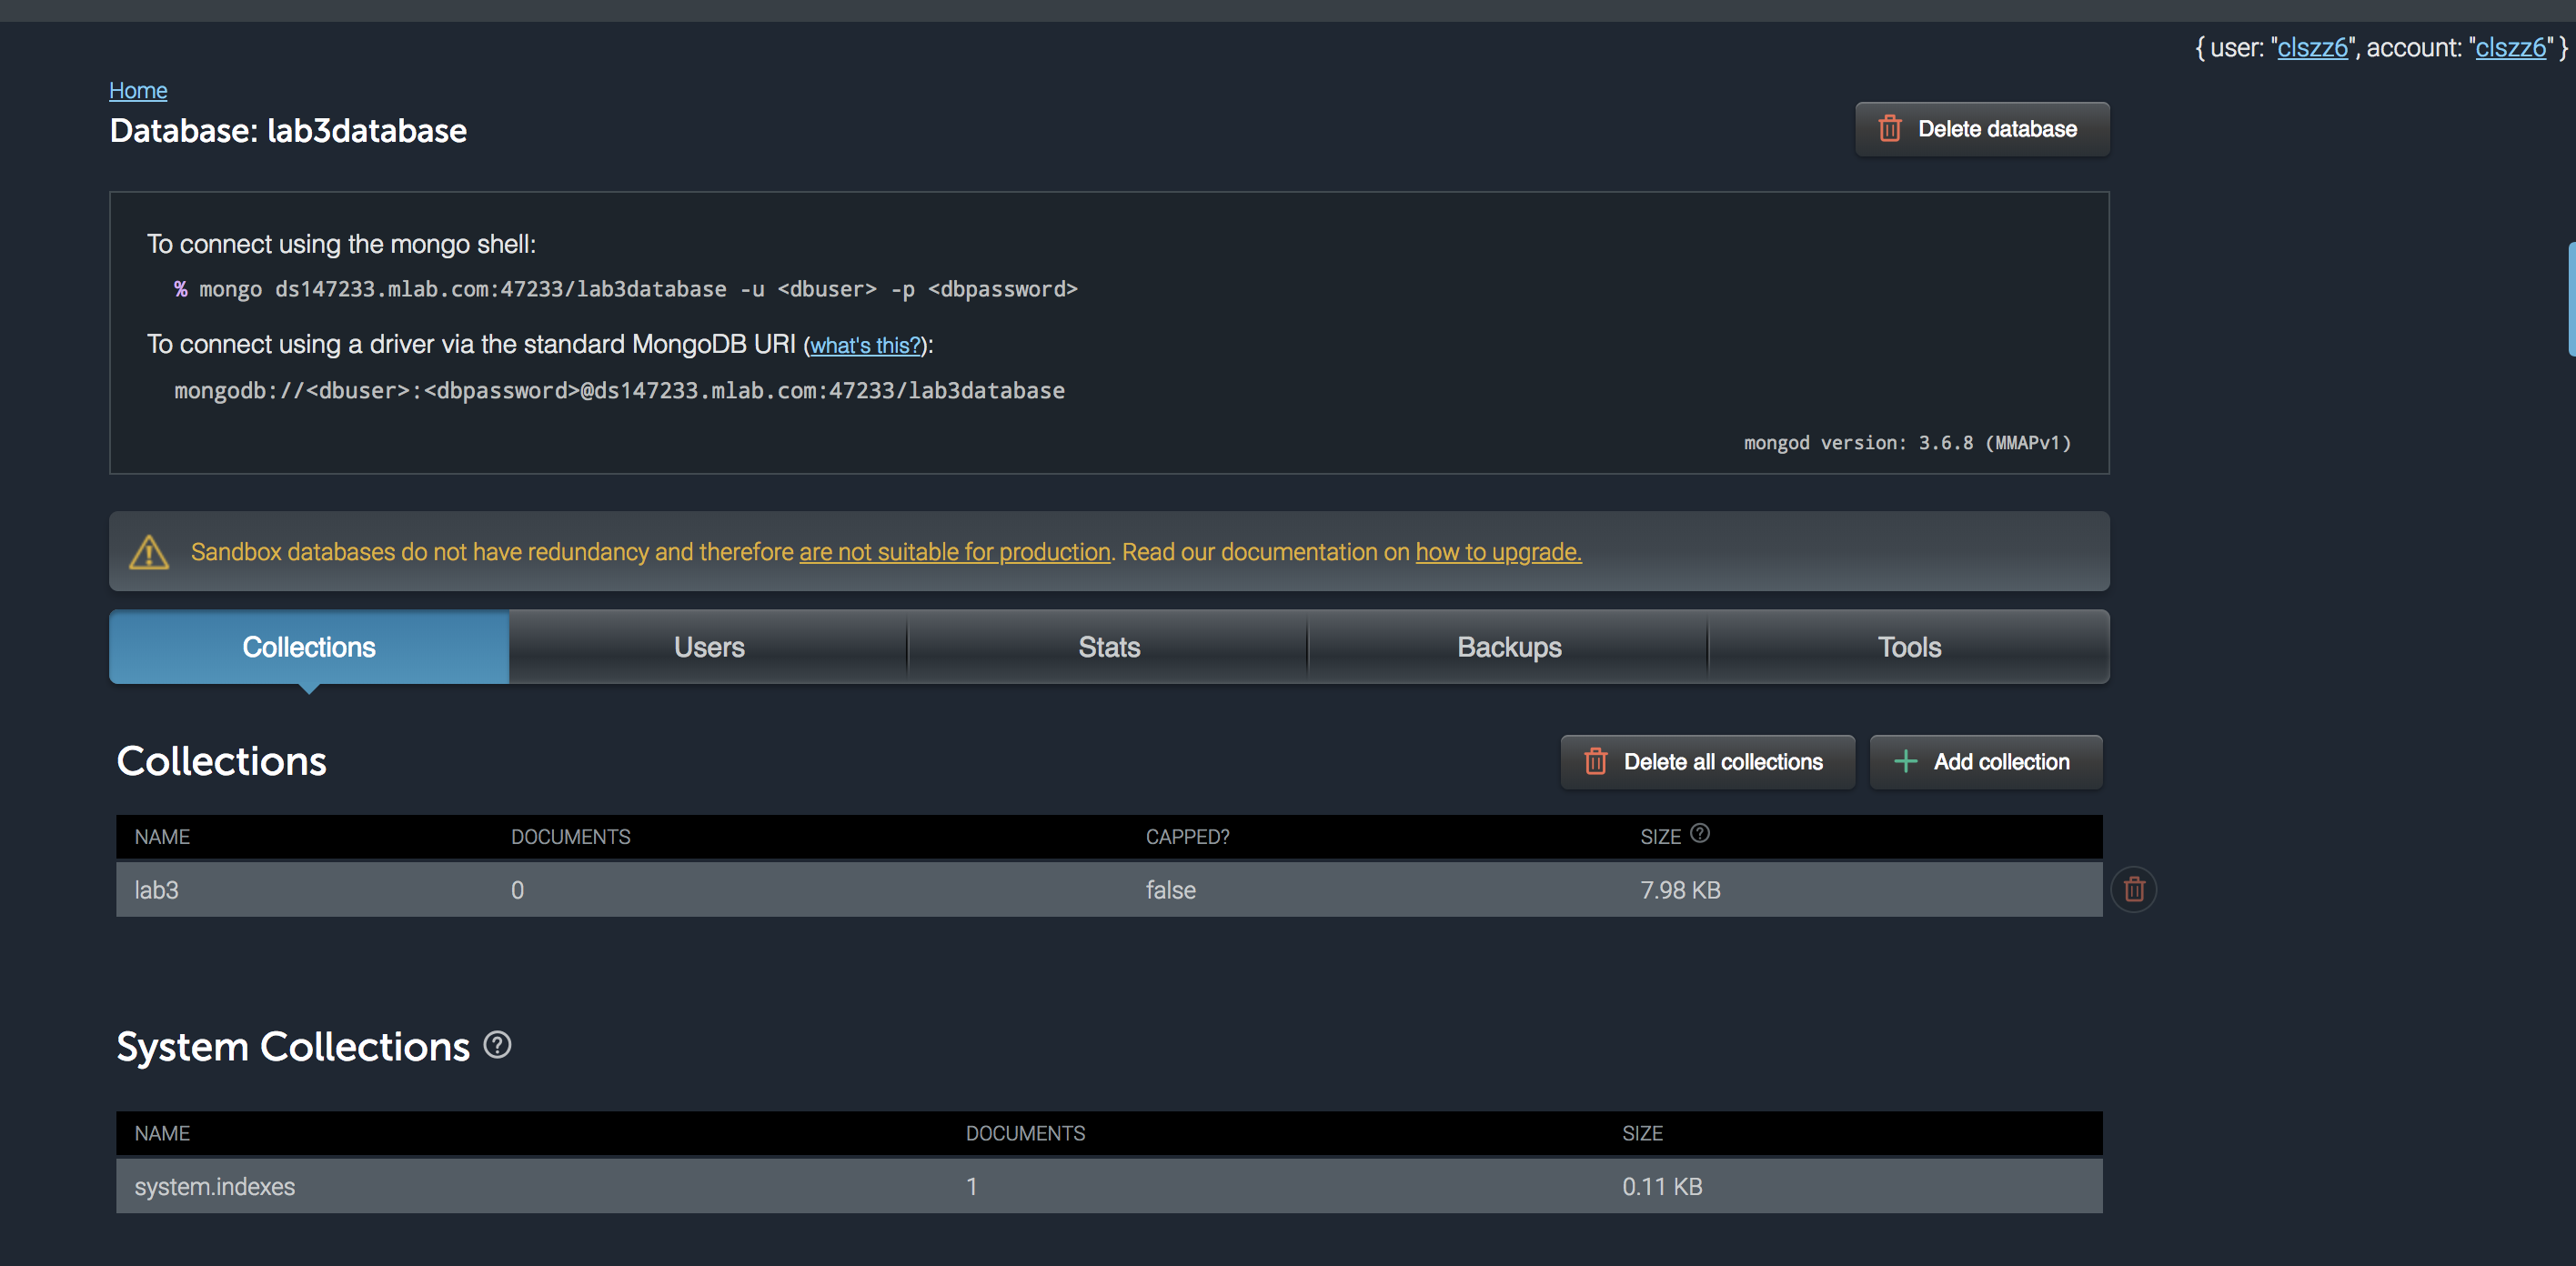 { user: "clszz6", account: "clszz6" }
Home
Database: lab3database
Delete database
To connect using the mongo shell:
% mongo ds147233.mlab.com:47233/lab3database -u <dbuser> -p <dbpassword>
To connect using a driver via the standard MongoDB URI (what's this?):
mongodb://<dbuser>:<dbpassword>@ds147233.mlab.com:47233/lab3database
mongod version: 3.6.8 (MMAPv1)
Sandbox databases do not have redundancy and therefore are not suitable for production. Read our documentation on how to upgrade.
Collections Users Stats Backups Tools
Collections
Delete all collections
Add collection
NAME DOCUMENTS CAPPED? SIZE ?
lab3 0 false 7.98 KB
System Collections ?
NAME DOCUMENTS SIZE
system.indexes 1 0.11 KB